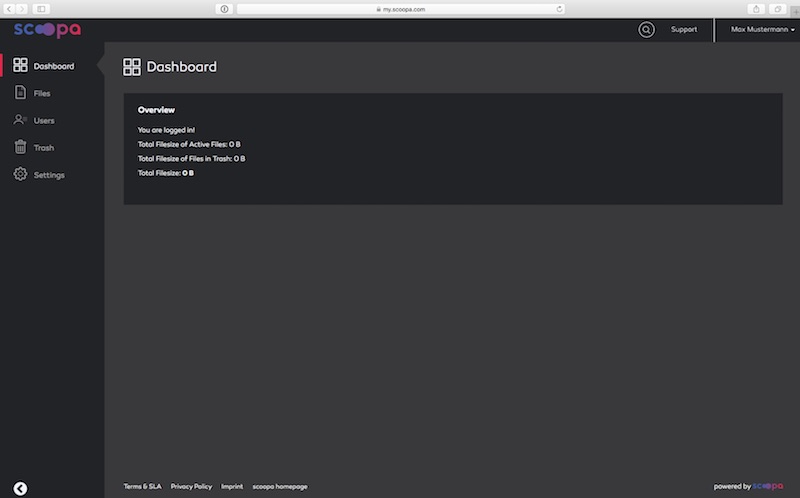 my.scoopa.com
scoopa
Support
Max Mustermann
Dashboard
Files
Users
Trash
Settings
Dashboard
Overview
You are logged in!
Total Filesize of Active Files: 0 B
Total Filesize of Files in Trash: 0 B
Total Filesize: 0 B
Terms & SLA Privacy Policy Imprint scoopa homepage
powered by scoopa